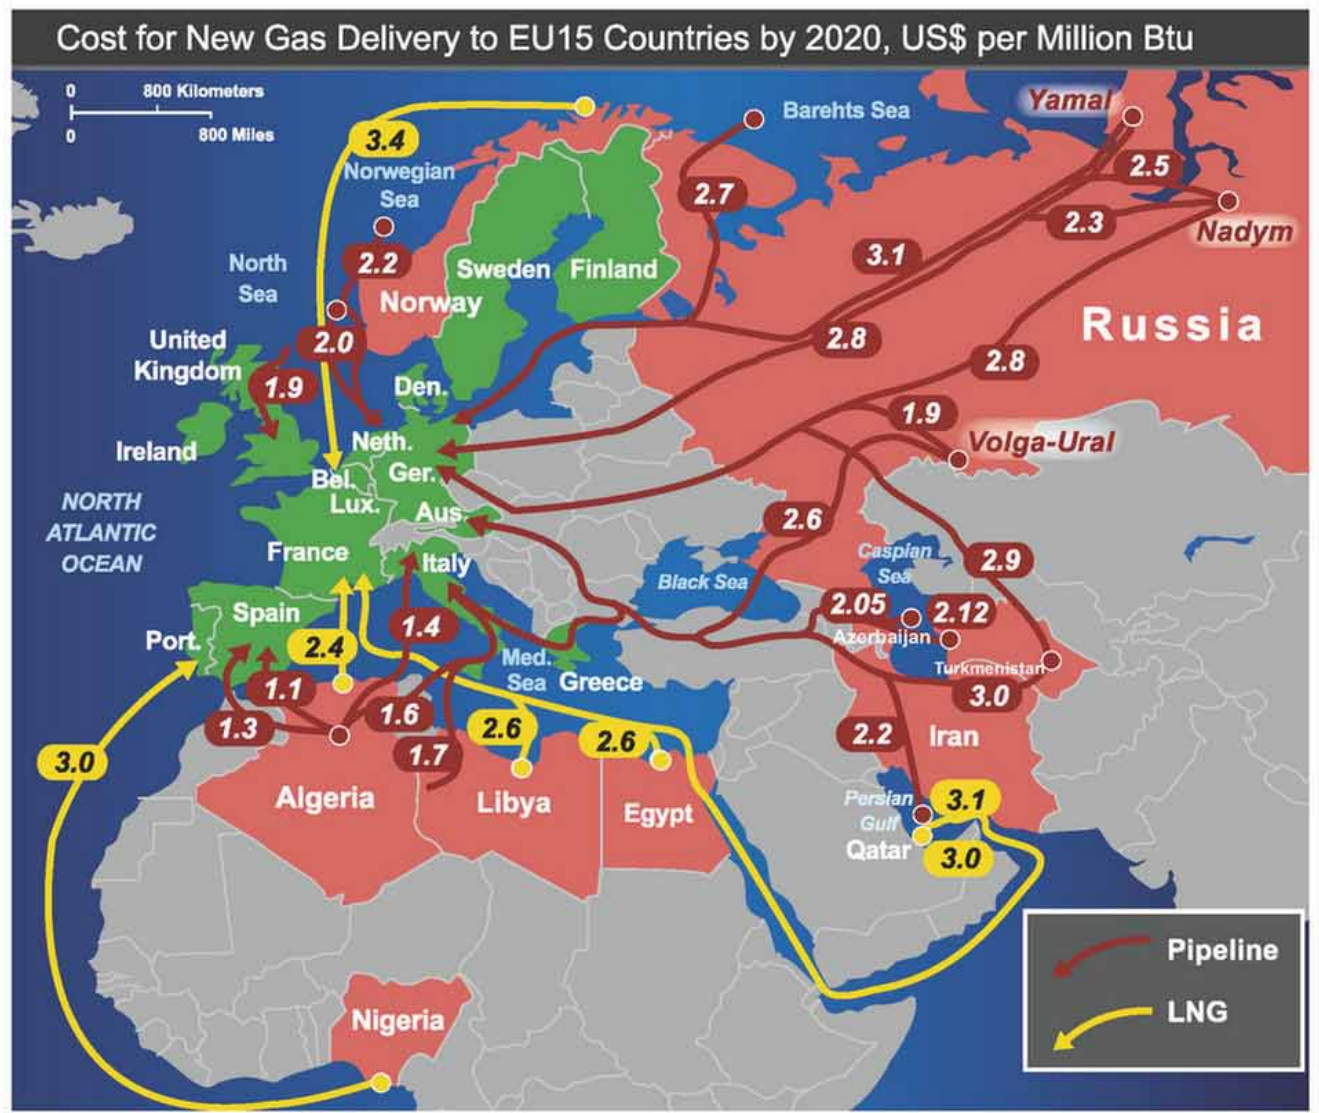 Cost for New Gas Delivery to EU15 Countries by 2020, US$ per Million Btu
0 800 Kilometers
0 800 Miles
3.4
Barehts Sea
Yamal
2.5
Norwegian
Sea
2.7
2.3
Nadym
2.2
3.1
North
Sea
Sweden
Finland
Norway
Russia
United
Kingdom
2.0
2.8
2.8
1.9
Den.
1.9
Ireland
Neth.
Volga-Ural
Bel.
Ger.
Lux.
Aus.
NORTH
ATLANTIC
OCEAN
2.6
France
Italy
Black Sea
Caspian
Sea
2.9
Spain
2.05
2.12
Port.
2.4
1.4
Azerbaijan
Med.
Sea
Greece
Turkmenistan
1.1
3.0
1.3
1.6
2.6
2.6
2.2
Iran
3.0
1.7
Algeria
Libya
Egypt
Persian
Gulf
3.1
Qatar
3.0
Nigeria
Pipeline
LNG